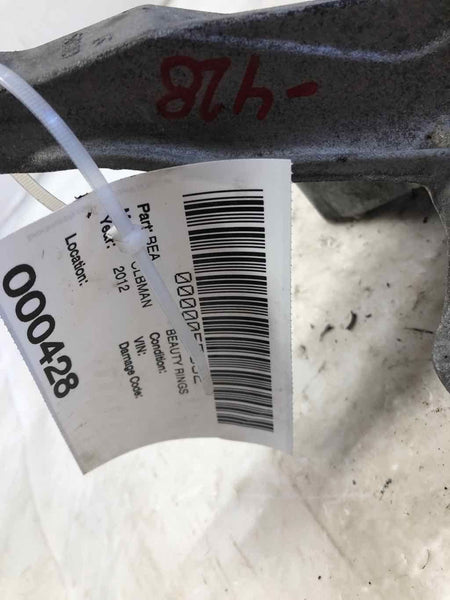 -428
Part: REA
BEAUTY RINGS
CLBMAN
Condition:
Year: 2012
VIN:
Damage Code:
Location:
000428